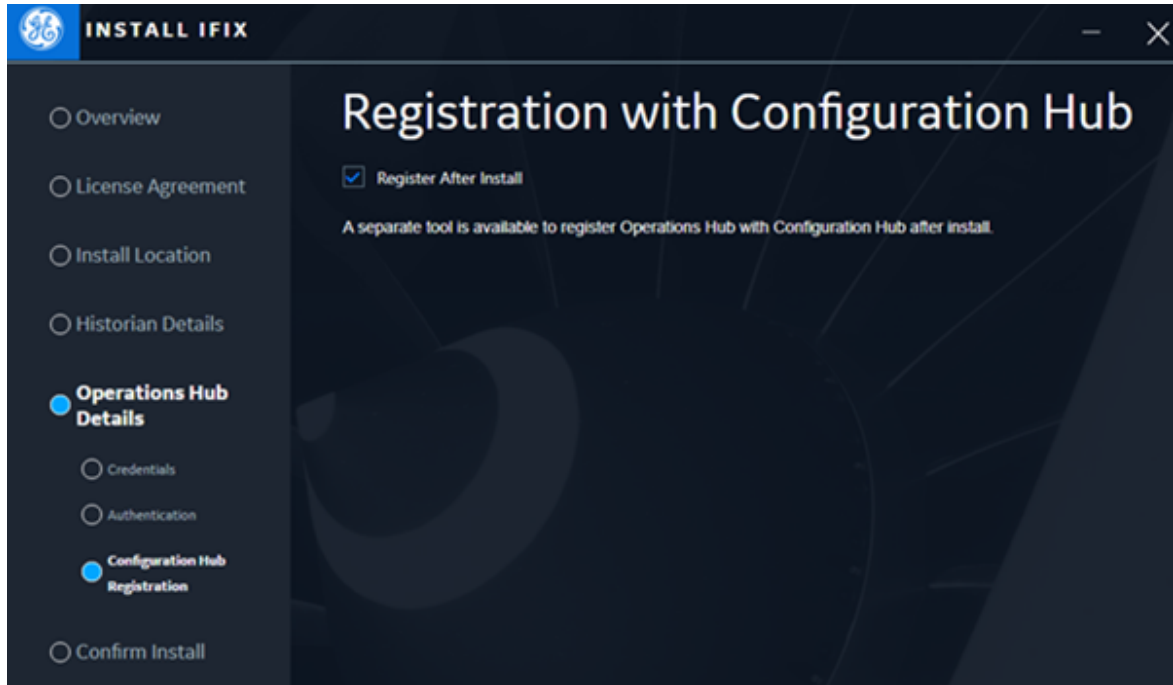 INSTALL IFIX
Overview
License Agreement
Install Location
Historian Details
Operations Hub
Details
Credentials
Authentication
Configuration Hub
Registration
Confirm Install
Registration with Configuration Hub
Register After Install
A separate tool is available to register Operations Hub with Configuration Hub after install.